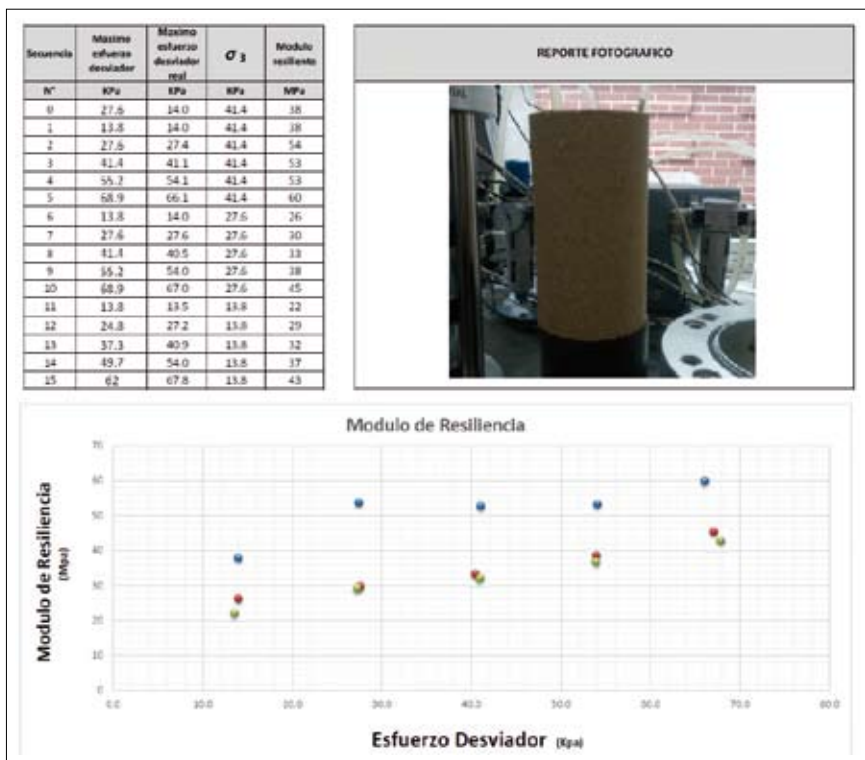 Secuencia | Maximo esfuerzo desviador | Maximo esfuerzo desviador real | σ 3 | Modulo resiliente
N° | KPa | KPa | KPa | MPa
0 | 27.6 | 14.0 | 41.4 | 38
1 | 13.8 | 14.0 | 41.4 | 38
2 | 27.6 | 27.4 | 41.4 | 54
3 | 41.4 | 41.1 | 41.4 | 53
4 | 55.2 | 54.1 | 41.4 | 53
5 | 68.9 | 66.1 | 41.4 | 60
6 | 13.8 | 14.0 | 27.6 | 26
7 | 27.6 | 27.6 | 27.6 | 30
8 | 41.4 | 40.5 | 27.6 | 33
9 | 55.2 | 54.0 | 27.6 | 38
10 | 68.9 | 67.0 | 27.6 | 45
11 | 13.8 | 13.5 | 13.8 | 22
12 | 24.8 | 27.2 | 13.8 | 29
13 | 37.3 | 40.9 | 13.8 | 32
14 | 49.7 | 54.0 | 13.8 | 37
15 | 62 | 67.8 | 13.8 | 43
REPORTE FOTOGRAFICO
Modulo de Resiliencia
Modulo de Resiliencia
(Mpa)
70
60
50
40
30
20
10
0
0.0 10.0 20.0 30.0 40.0 50.0 60.0 70.0 80.0
Esfuerzo Desviador (Kpa)